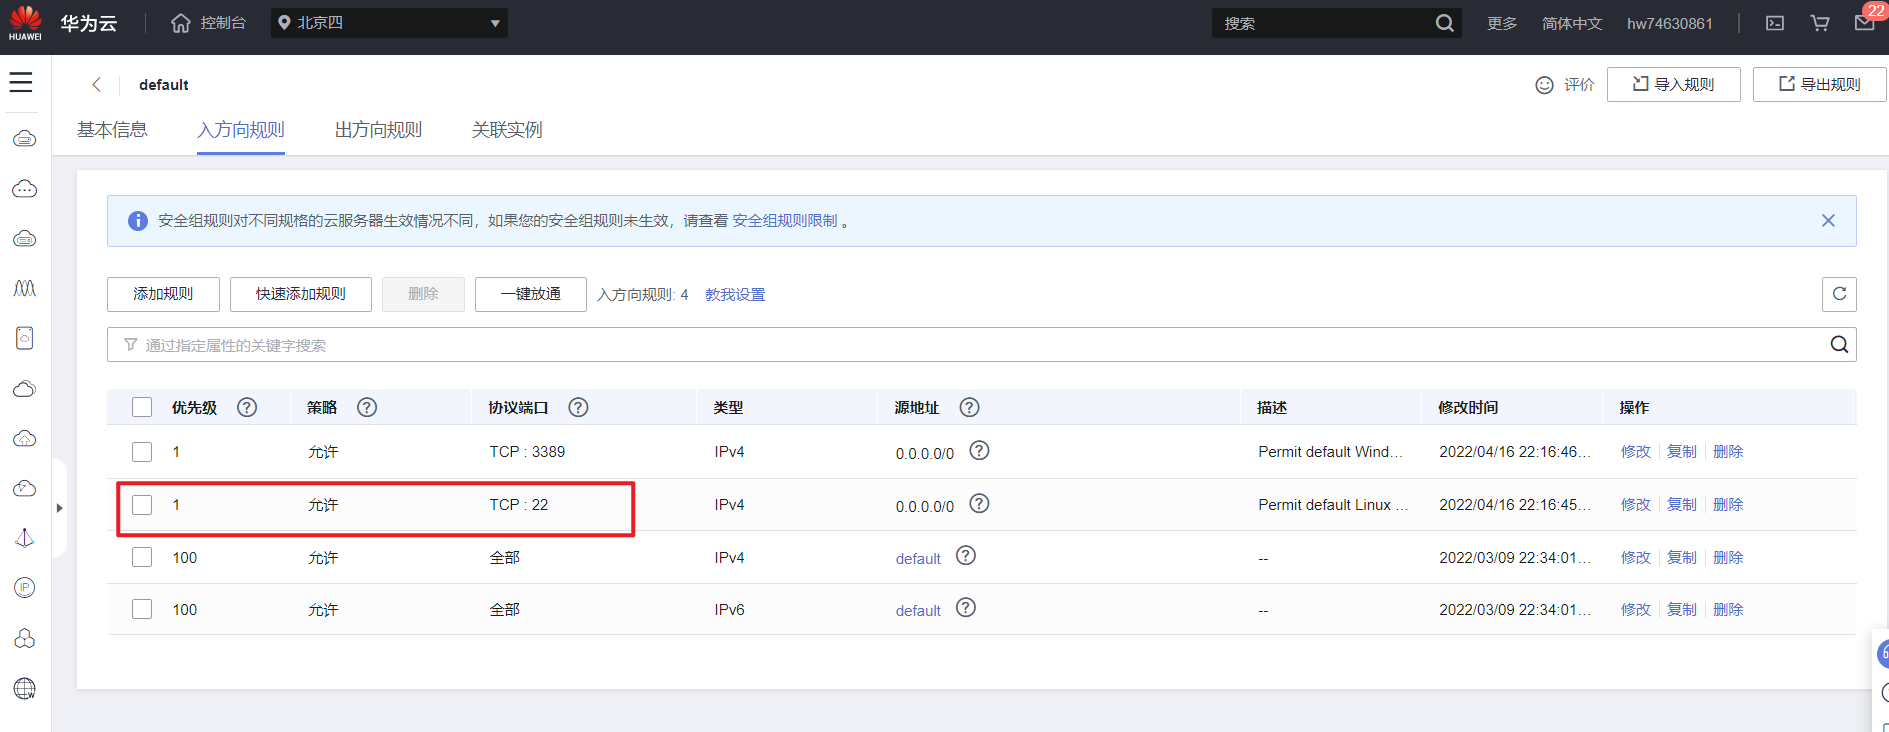 HUAWEI 华为云 控制台 北京四 搜索 更多 简体中文 hw74630861 22
default 评价 导入规则 导出规则
基本信息 入方向规则 出方向规则 关联实例
安全组规则对不同规格的云服务器生效情况不同，如果您的安全组规则未生效，请查看 安全组规则限制 。
添加规则 快速添加规则 删除 一键放通 入方向规则: 4 教我设置
通过指定属性的关键字搜索
优先级 策略 协议端口 类型 源地址 描述 修改时间 操作
1 允许 TCP : 3389 IPv4 0.0.0.0/0 Permit default Wind... 2022/04/16 22:16:46... 修改 复制 删除
1 允许 TCP : 22 IPv4 0.0.0.0/0 Permit default Linux ... 2022/04/16 22:16:45... 修改 复制 删除
100 允许 全部 IPv4 default -- 2022/03/09 22:34:01... 修改 复制 删除
100 允许 全部 IPv6 default -- 2022/03/09 22:34:01... 修改 复制 删除
IP
W